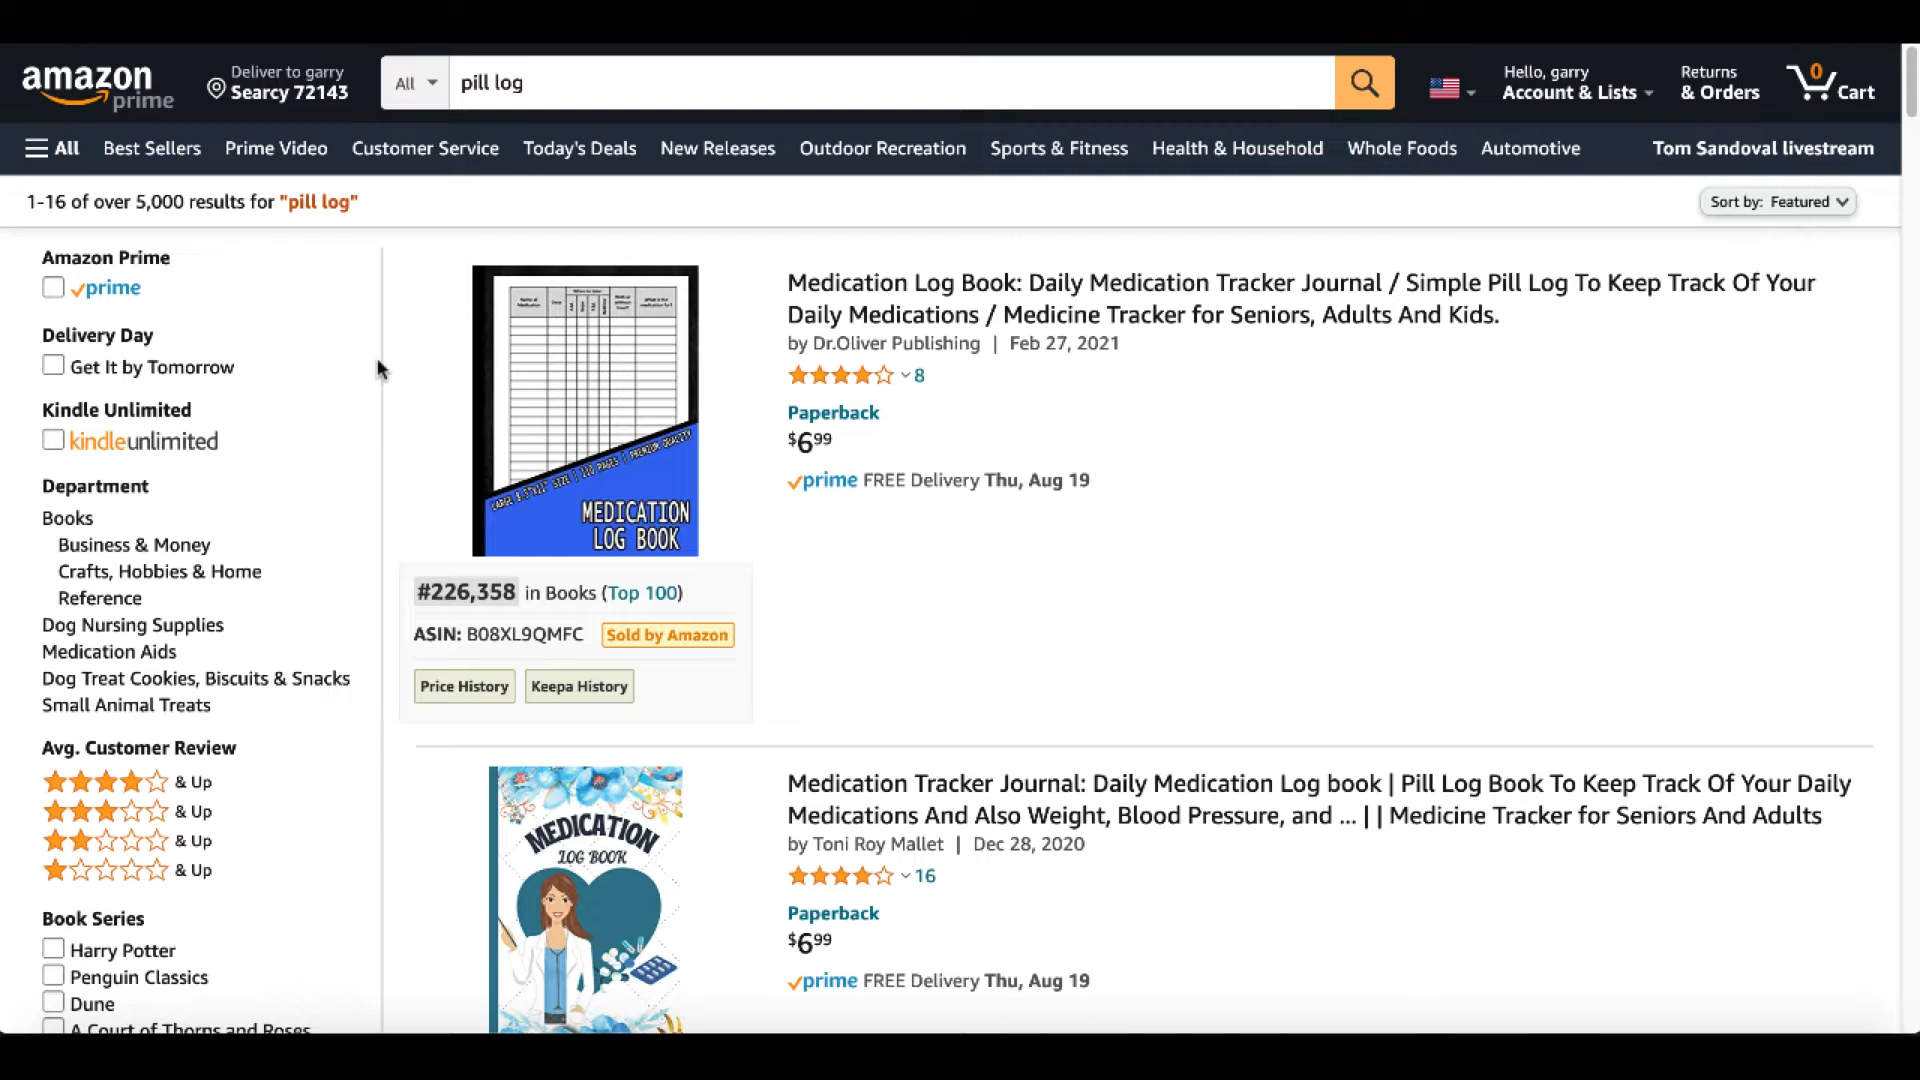 amazon
prime
Deliver to garry
Searcy 72143
All
pill log
Hello, garry
Account & Lists
Returns
& Orders
0
Cart
All
Best Sellers
Prime Video
Customer Service
Today's Deals
New Releases
Outdoor Recreation
Sports & Fitness
Health & Household
Whole Foods
Automotive
Tom Sandoval livestream
1-16 of over 5,000 results for "pill log"
Sort by: Featured
Amazon Prime
prime
Delivery Day
Get It by Tomorrow
Kindle Unlimited
kindleunlimited
Department
Books
Business & Money
Crafts, Hobbies & Home
Reference
Dog Nursing Supplies
Medication Aids
Dog Treat Cookies, Biscuits & Snacks
Small Animal Treats
Avg. Customer Review
& Up
& Up
& Up
& Up
Book Series
Harry Potter
Penguin Classics
Dune
A Court of Thorns and Roses
LARGE 8.5"X11" SIZE | 110 PAGES | PREMIUM QUALITY
MEDICATION
LOG BOOK
Medication Log Book: Daily Medication Tracker Journal / Simple Pill Log To Keep Track Of Your
Daily Medications / Medicine Tracker for Seniors, Adults And Kids.
by Dr.Oliver Publishing | Feb 27, 2021
8
Paperback
$699
prime FREE Delivery Thu, Aug 19
#226,358 in Books (Top 100)
ASIN: B08XL9QMFC Sold by Amazon
Price History
Keepa History
MEDICATION
LOG BOOK
Medication Tracker Journal: Daily Medication Log book | Pill Log Book To Keep Track Of Your Daily
Medications And Also Weight, Blood Pressure, and ... | | Medicine Tracker for Seniors And Adults
by Toni Roy Mallet | Dec 28, 2020
16
Paperback
$699
prime FREE Delivery Thu, Aug 19